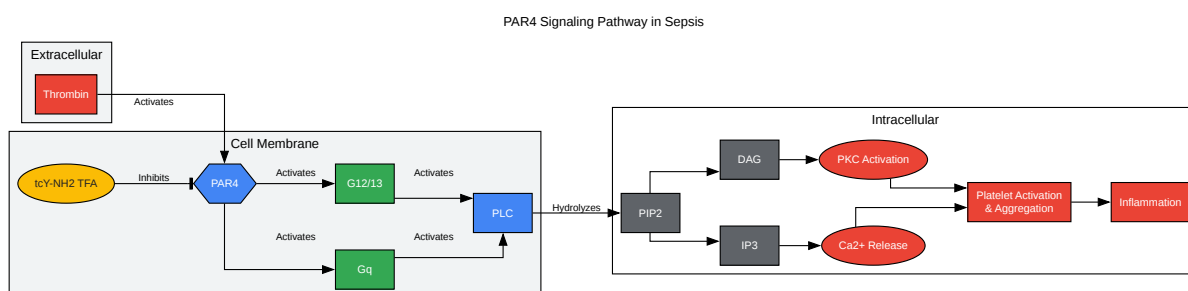 PAR4 Signaling Pathway in Sepsis
Extracellular
Thrombin
Activates
Cell Membrane
tcY-NH2 TFA
Inhibits
PAR4
Activates
G12/13
Activates
Activates
Gq
Activates
PLC
Hydrolyzes
Intracellular
PIP2
DAG
PKC Activation
IP3
Ca2+ Release
Platelet Activation
& Aggregation
Inflammation